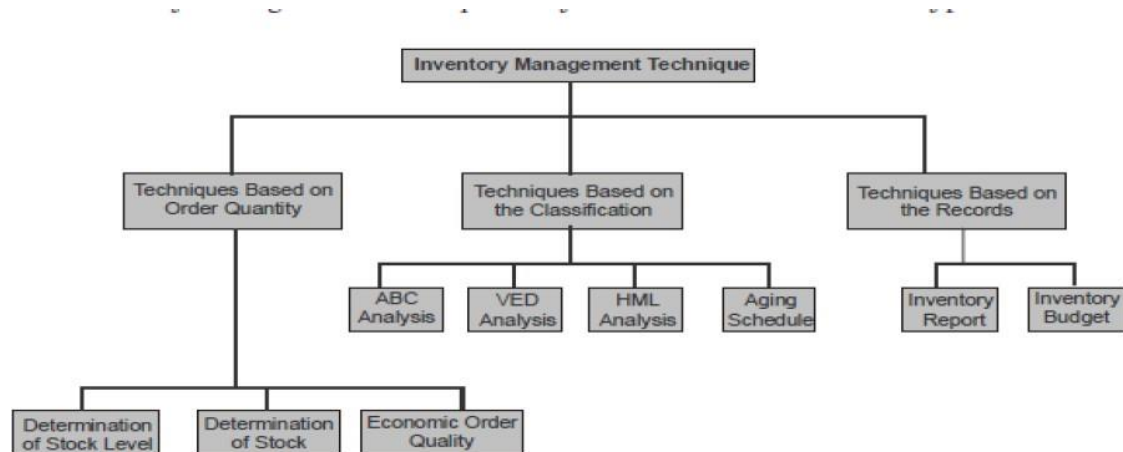 Inventory Management Technique
Techniques Based on
Order Quantity
Techniques Based on
the Classification
Techniques Based on
the Records
ABC
Analysis
VED
Analysis
HML
Analysis
Aging
Schedule
Inventory
Report
Inventory
Budget
Determination
of Stock Level
Determination
of Stock
Economic Order
Quality